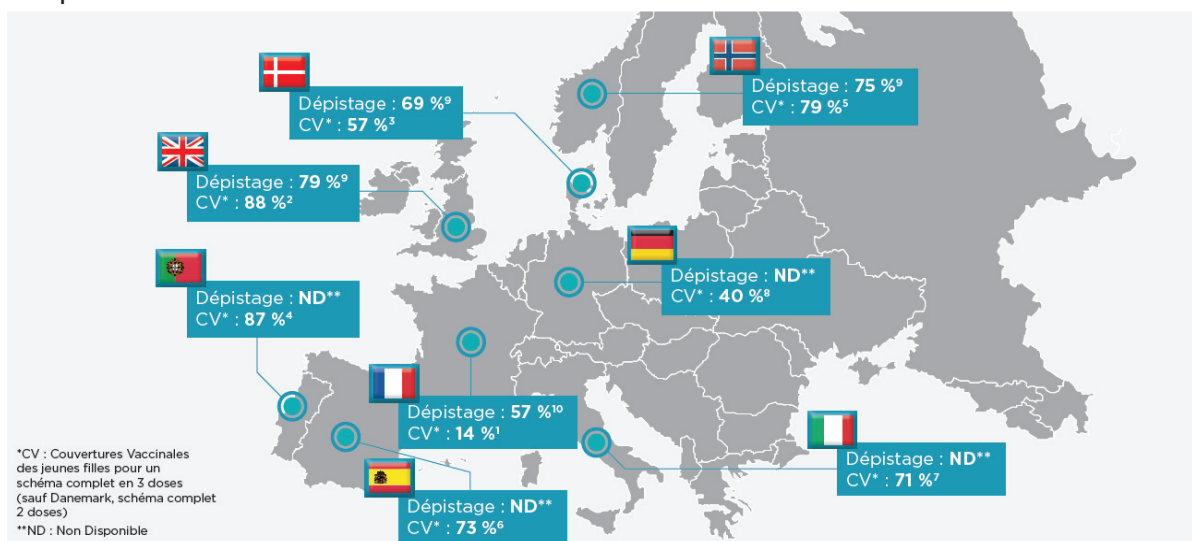 Dépistage : 75 %⁹
CV* : 79 %⁵
Dépistage : 69 %⁹
CV* : 57 %³
Dépistage : 79 %⁹
CV* : 88 %²
Dépistage : ND**
CV* : 40 %⁸
Dépistage : ND**
CV* : 87 %⁴
Dépistage : 57 %¹⁰
CV* : 14 %¹
Dépistage : ND**
CV* : 71 %⁷
Dépistage : ND**
CV* : 73 %⁶
*CV : Couvertures Vaccinales
des jeunes filles pour un
schéma complet en 3 doses
(sauf Danemark, schéma complet
2 doses)
**ND : Non Disponible